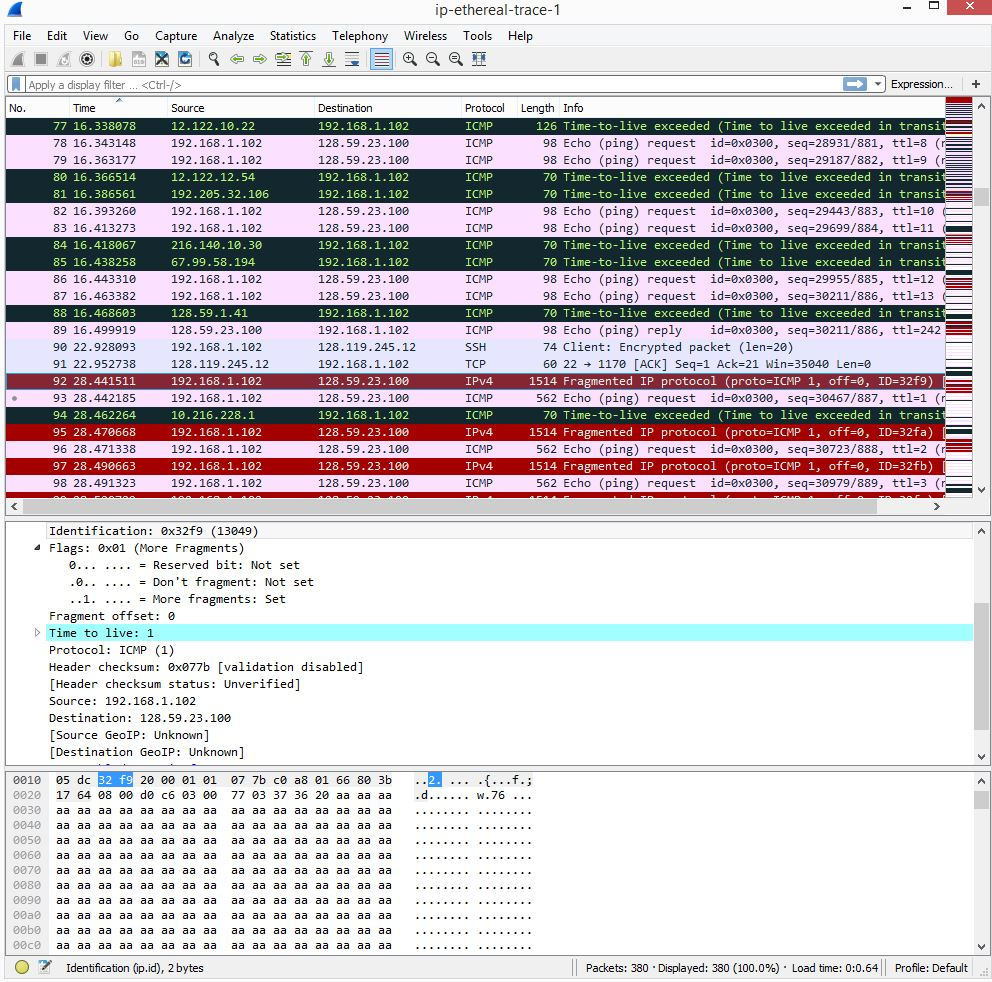 ip-ethereal-trace-1
File Edit View Go Capture Analyze Statistics Telephony Wireless Tools Help
Apply a display filter ... <Ctrl-/> Expression... +
No. Time Source Destination Protocol Length Info
77 16.338078 12.122.10.22 192.168.1.102 ICMP 126 Time-to-live exceeded (Time to live exceeded in transit
78 16.343148 192.168.1.102 128.59.23.100 ICMP 98 Echo (ping) request id=0x0300, seq=28931/881, ttl=8 (r
79 16.363177 192.168.1.102 128.59.23.100 ICMP 98 Echo (ping) request id=0x0300, seq=29187/882, ttl=9 (r
80 16.366514 12.122.12.54 192.168.1.102 ICMP 70 Time-to-live exceeded (Time to live exceeded in transit
81 16.386561 192.205.32.106 192.168.1.102 ICMP 70 Time-to-live exceeded (Time to live exceeded in transit
82 16.393260 192.168.1.102 128.59.23.100 ICMP 98 Echo (ping) request id=0x0300, seq=29443/883, ttl=10 (
83 16.413273 192.168.1.102 128.59.23.100 ICMP 98 Echo (ping) request id=0x0300, seq=29699/884, ttl=11 (
84 16.418067 216.140.10.30 192.168.1.102 ICMP 70 Time-to-live exceeded (Time to live exceeded in transit
85 16.438258 67.99.58.194 192.168.1.102 ICMP 70 Time-to-live exceeded (Time to live exceeded in transit
86 16.443310 192.168.1.102 128.59.23.100 ICMP 98 Echo (ping) request id=0x0300, seq=29955/885, ttl=12 (
87 16.463382 192.168.1.102 128.59.23.100 ICMP 98 Echo (ping) request id=0x0300, seq=30211/886, ttl=13 (
88 16.468603 128.59.1.41 192.168.1.102 ICMP 70 Time-to-live exceeded (Time to live exceeded in transit
89 16.499919 128.59.23.100 192.168.1.102 ICMP 98 Echo (ping) reply id=0x0300, seq=30211/886, ttl=242
90 22.928093 192.168.1.102 128.119.245.12 SSH 74 Client: Encrypted packet (len=20)
91 22.952738 128.119.245.12 192.168.1.102 TCP 60 22 → 1170 [ACK] Seq=1 Ack=21 Win=35040 Len=0
92 28.441511 192.168.1.102 128.59.23.100 IPv4 1514 Fragmented IP protocol (proto=ICMP 1, off=0, ID=32f9) [
93 28.442185 192.168.1.102 128.59.23.100 ICMP 562 Echo (ping) request id=0x0300, seq=30467/887, ttl=1 (r
94 28.462264 10.216.228.1 192.168.1.102 ICMP 70 Time-to-live exceeded (Time to live exceeded in transit
95 28.470668 192.168.1.102 128.59.23.100 IPv4 1514 Fragmented IP protocol (proto=ICMP 1, off=0, ID=32fa) [
96 28.471338 192.168.1.102 128.59.23.100 ICMP 562 Echo (ping) request id=0x0300, seq=30723/888, ttl=2 (r
97 28.490663 192.168.1.102 128.59.23.100 IPv4 1514 Fragmented IP protocol (proto=ICMP 1, off=0, ID=32fb) [
98 28.491323 192.168.1.102 128.59.23.100 ICMP 562 Echo (ping) request id=0x0300, seq=30979/889, ttl=3 (r
Identification: 0x32f9 (13049)
Flags: 0x01 (More Fragments)
0... .... = Reserved bit: Not set
.0.. .... = Don't fragment: Not set
..1. .... = More fragments: Set
Fragment offset: 0
Time to live: 1
Protocol: ICMP (1)
Header checksum: 0x077b [validation disabled]
[Header checksum status: Unverified]
Source: 192.168.1.102
Destination: 128.59.23.100
[Source GeoIP: Unknown]
[Destination GeoIP: Unknown]
0010 05 dc 32 f9 20 00 01 01 07 7b c0 a8 01 66 80 3b ..2. .... .{...f.;
0020 17 64 08 00 d0 c6 03 00 77 03 37 36 20 aa aa aa .d...... w.76 ...
0030 aa aa aa aa aa aa aa aa aa aa aa aa aa aa aa aa ........ ........
0040 aa aa aa aa aa aa aa aa aa aa aa aa aa aa aa aa ........ ........
0050 aa aa aa aa aa aa aa aa aa aa aa aa aa aa aa aa ........ ........
0060 aa aa aa aa aa aa aa aa aa aa aa aa aa aa aa aa ........ ........
0070 aa aa aa aa aa aa aa aa aa aa aa aa aa aa aa aa ........ ........
0080 aa aa aa aa aa aa aa aa aa aa aa aa aa aa aa aa ........ ........
0090 aa aa aa aa aa aa aa aa aa aa aa aa aa aa aa aa ........ ........
00a0 aa aa aa aa aa aa aa aa aa aa aa aa aa aa aa aa ........ ........
00b0 aa aa aa aa aa aa aa aa aa aa aa aa aa aa aa aa ........ ........
00c0 aa aa aa aa aa aa aa aa aa aa aa aa aa aa aa aa ........ ........
Identification (ip.id), 2 bytes Packets: 380 · Displayed: 380 (100.0%) · Load time: 0:0.64 Profile: Default